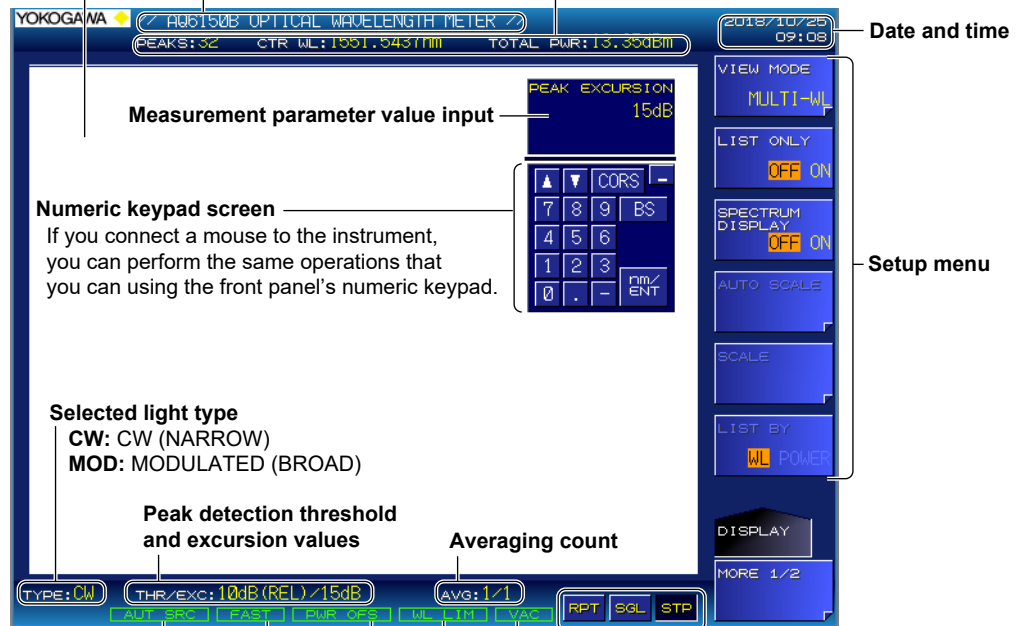 YOKOGAWA
// AQ6150B OPTICAL WAVELENGTH METER //
2018/10/25
09:08
Date and time
PEAKS:32 CTR WL:1551.5437nm TOTAL PWR:13.35dBm
VIEW MODE
MULTI-WL
PEAK EXCURSION
15dB
Measurement parameter value input
LIST ONLY
OFF ON
CORS -
7 8 9 BS
4 5 6
1 2 3
0 . - nm/
ENT
Numeric keypad screen
If you connect a mouse to the instrument,
you can perform the same operations that
you can using the front panel's numeric keypad.
SPECTRUM
DISPLAY
OFF ON
Setup menu
AUTO SCALE
SCALE
LIST BY
WL POWER
Selected light type
CW: CW (NARROW)
MOD: MODULATED (BROAD)
Peak detection threshold
and excursion values
Averaging count
DISPLAY
MORE 1/2
TYPE:CW THR/EXC:10dB(REL)/15dB AVG:1/1
AUT SRC FAST PWR OFS WL LIM VAC
RPT SGL STP